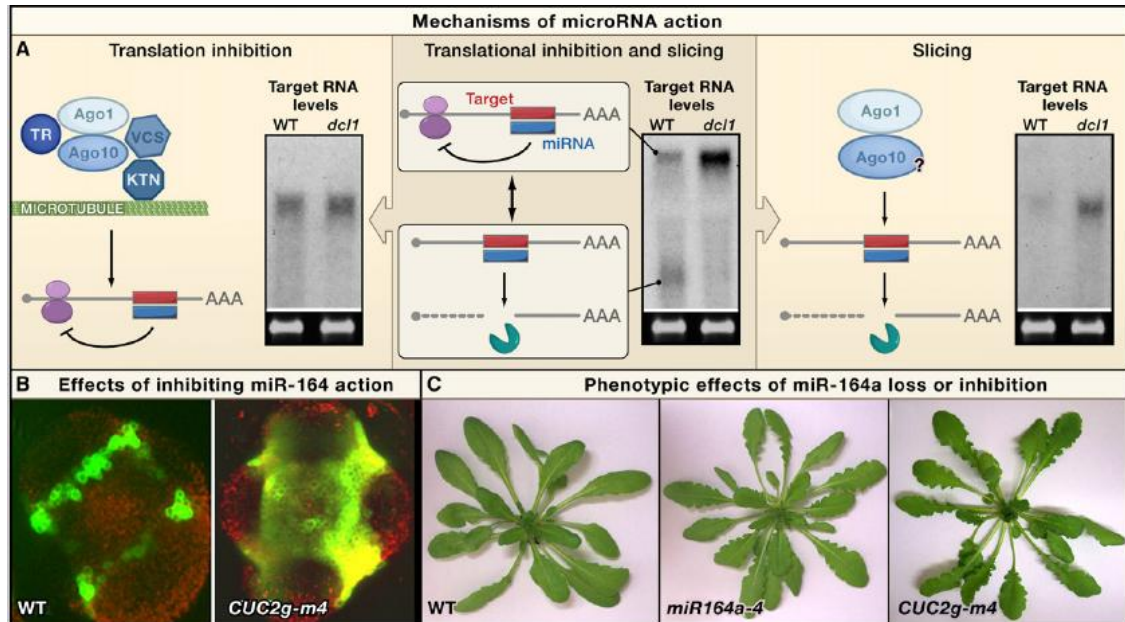 Mechanisms of microRNA action
A
Translation inhibition
Ago1
TR
VCS
Ago10
KTN
MICROTUBULE
AAA
Target RNA
levels
WT dcl1
Translational inhibition and slicing
Target
AAA
miRNA
AAA
AAA
Target RNA
levels
WT dcl1
Slicing
Ago1
Ago10
?
AAA
AAA
Target RNA
levels
WT dcl1
B Effects of inhibiting miR-164 action
WT
CUC2g-m4
C Phenotypic effects of miR-164a loss or inhibition
WT
miR164a-4
CUC2g-m4